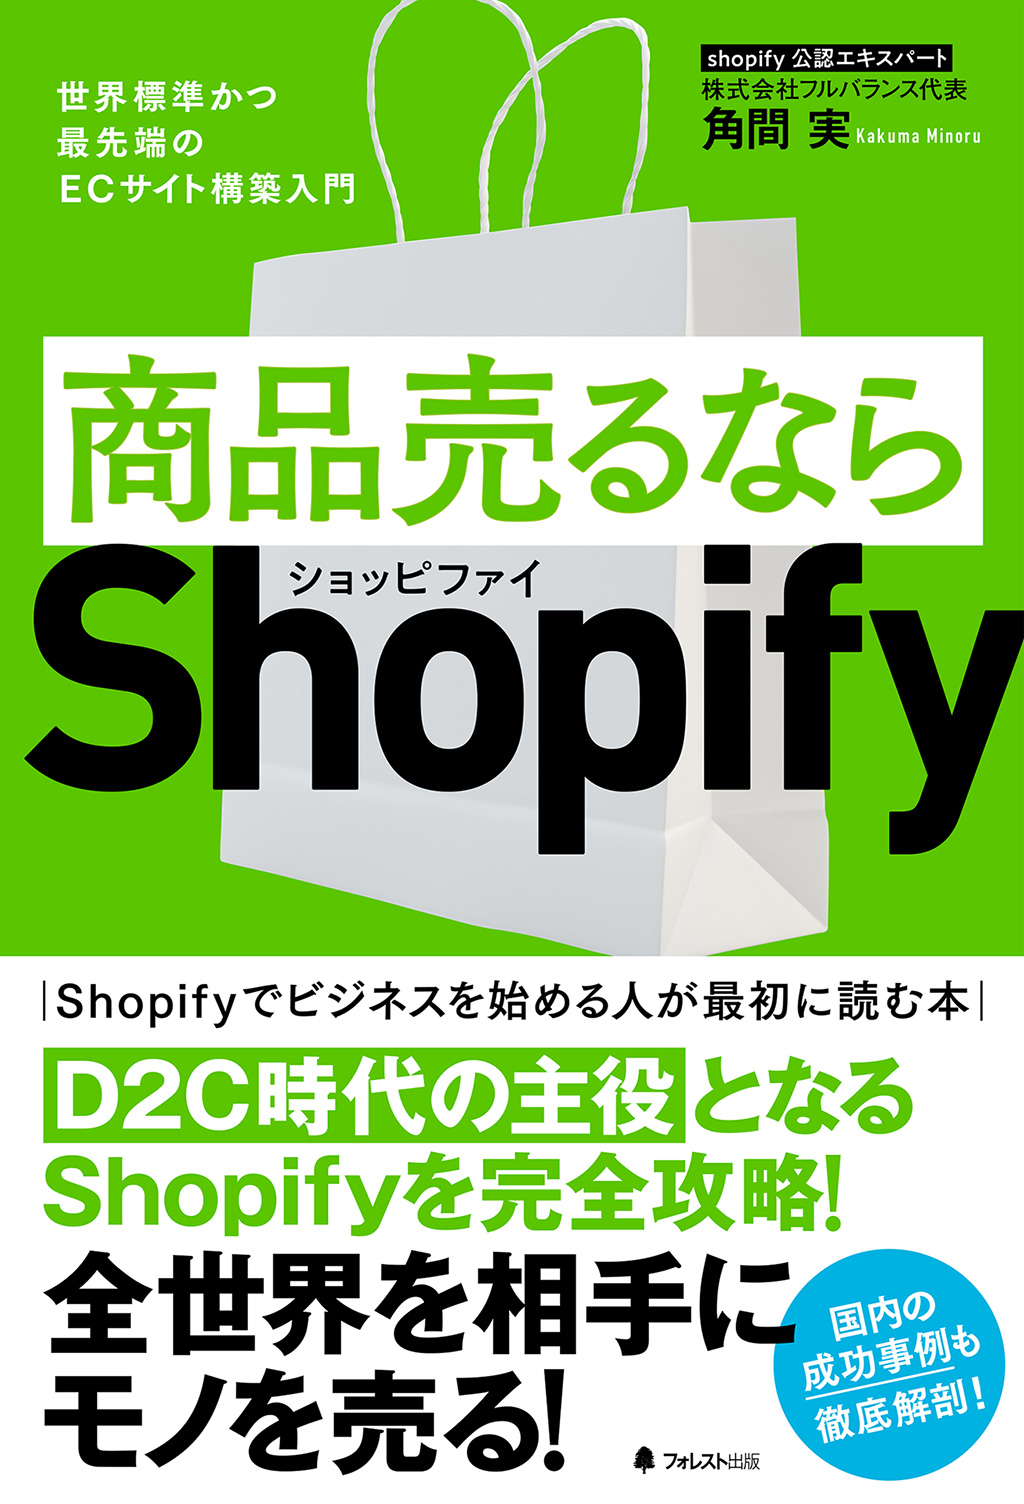 世界標準かつ
最先端の
ECサイト構築入門
shopify 公認エキスパート
株式会社フルバランス代表
角間 実 Kakuma Minoru
商品売るなら
ショッピファイ
Shopify
|Shopifyでビジネスを始める人が最初に読む本|
D2C時代の主役となる
Shopifyを完全攻略!
全世界を相手に
モノを売る!
国内の
成功事例も
徹底解剖!
フォレスト出版